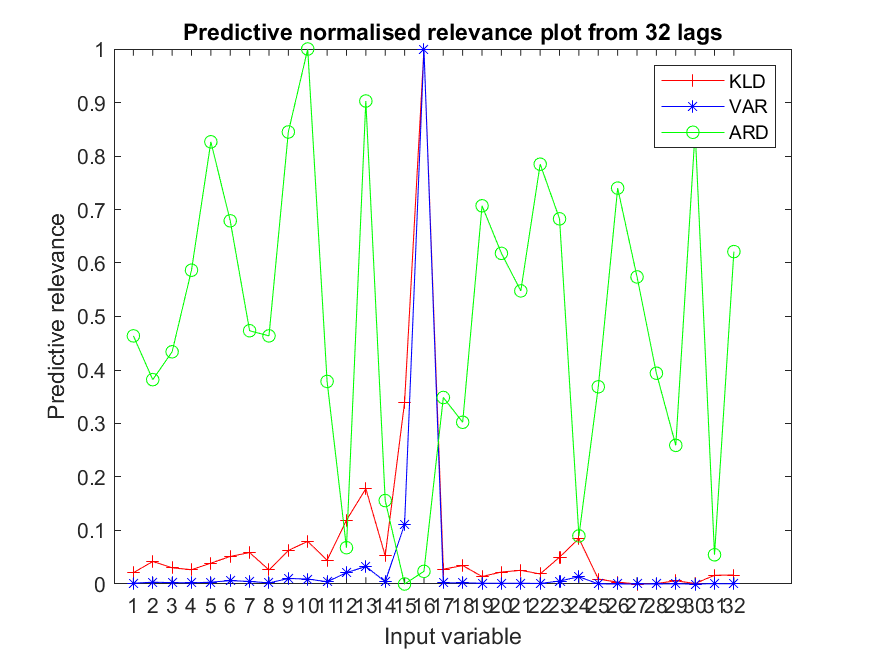 Predictive normalised relevance plot from 32 lags
KLD
VAR
ARD
1
0.9
0.8
0.7
0.6
0.5
0.4
0.3
0.2
0.1
0
Predictive relevance
1 2 3 4 5 6 7 8 9 10 11 12 13 14 15 16 17 18 19 20 21 22 23 24 25 26 27 28 29 30 31 32
Input variable